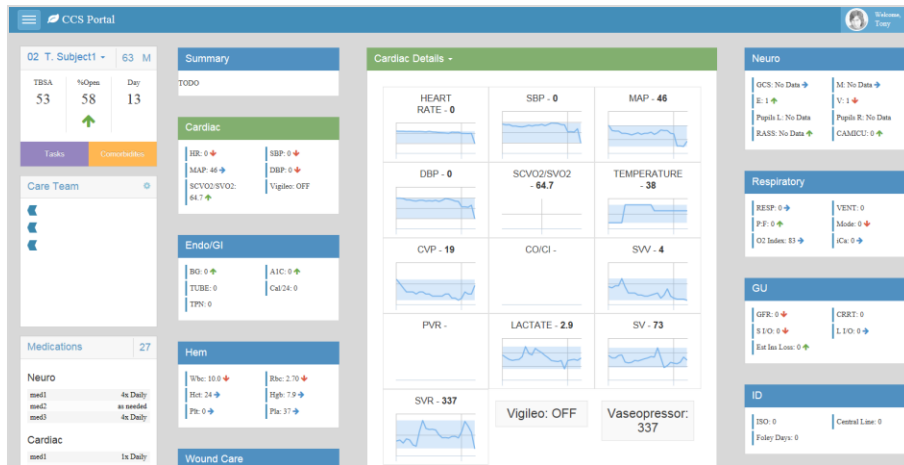 CCS Portal
Welcome,
Tony
02 T. Subject1
63 M
TBSA
%Open
Day
53
58
13
Tasks
Comorbidities
Care Team
Medications
27
Neuro
med1 4x Daily
med2 as needed
med3 4x Daily
Cardiac
med1 1x Daily
Summary
TODO
Cardiac
HR: 0
SBP: 0
MAP: 46
DBP: 0
SCVO2/SVO2:
64.7
Vigileo: OFF
Endo/GI
BG: 0
A1C: 0
TUBE: 0
Cal/24: 0
TPN: 0
Hem
Wbc: 10.0
Rbc: 2.70
Hct: 24
Hgb: 7.9
Plt: 0
Pla: 37
Wound Care
Cardiac Details -
HEART
RATE - 0
SBP - 0
MAP - 46
DBP - 0
SCVO2/SVO2
- 64.7
TEMPERATURE
- 38
CVP - 19
CO/CI -
SVV - 4
PVR -
LACTATE - 2.9
SV - 73
SVR - 337
Vigileo: OFF
Vaseopressor:
337
Neuro
GCS: No Data
M: No Data
E: 1
V: 1
Pupils L: No Data
Pupils R: No Data
RASS: No Data
CAMICU: 0
Respiratory
RESP: 0
VENT: 0
P:F: 0
Mode: 0
O2 Index: 83
iCa: 0
GU
GFR: 0
CRRT: 0
S I/O: 0
L I/O: 0
Est Ins Loss: 0
ID
ISO: 0
Central Line: 0
Foley Days: 0